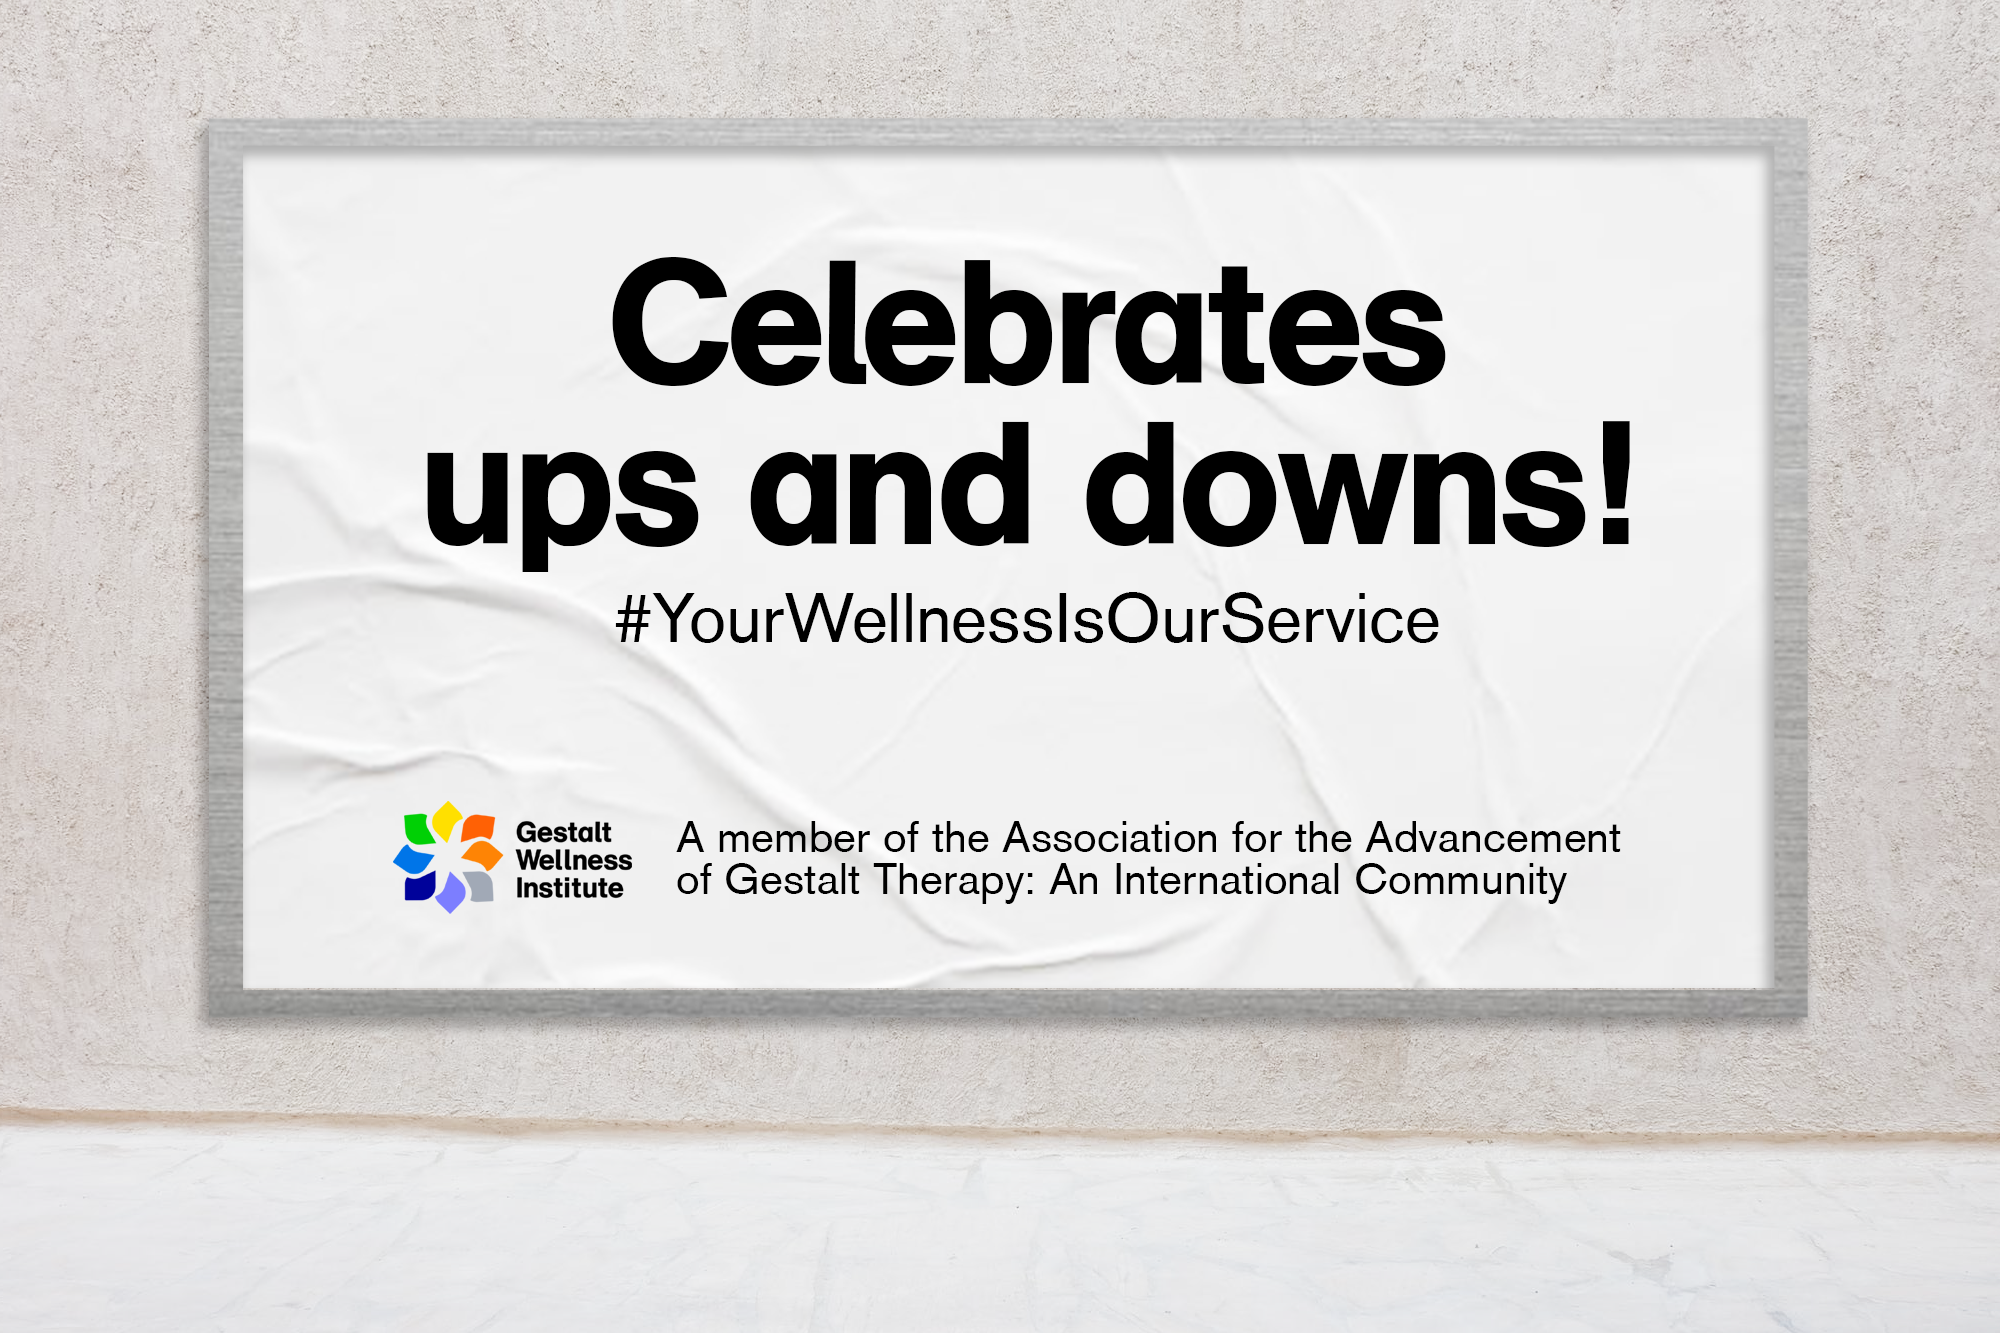 Celebrates
ups and downs!
#YourWellnessIsOurService
Gestalt
Wellness
Institute
A member of the Association for the Advancement
of Gestalt Therapy: An International Community